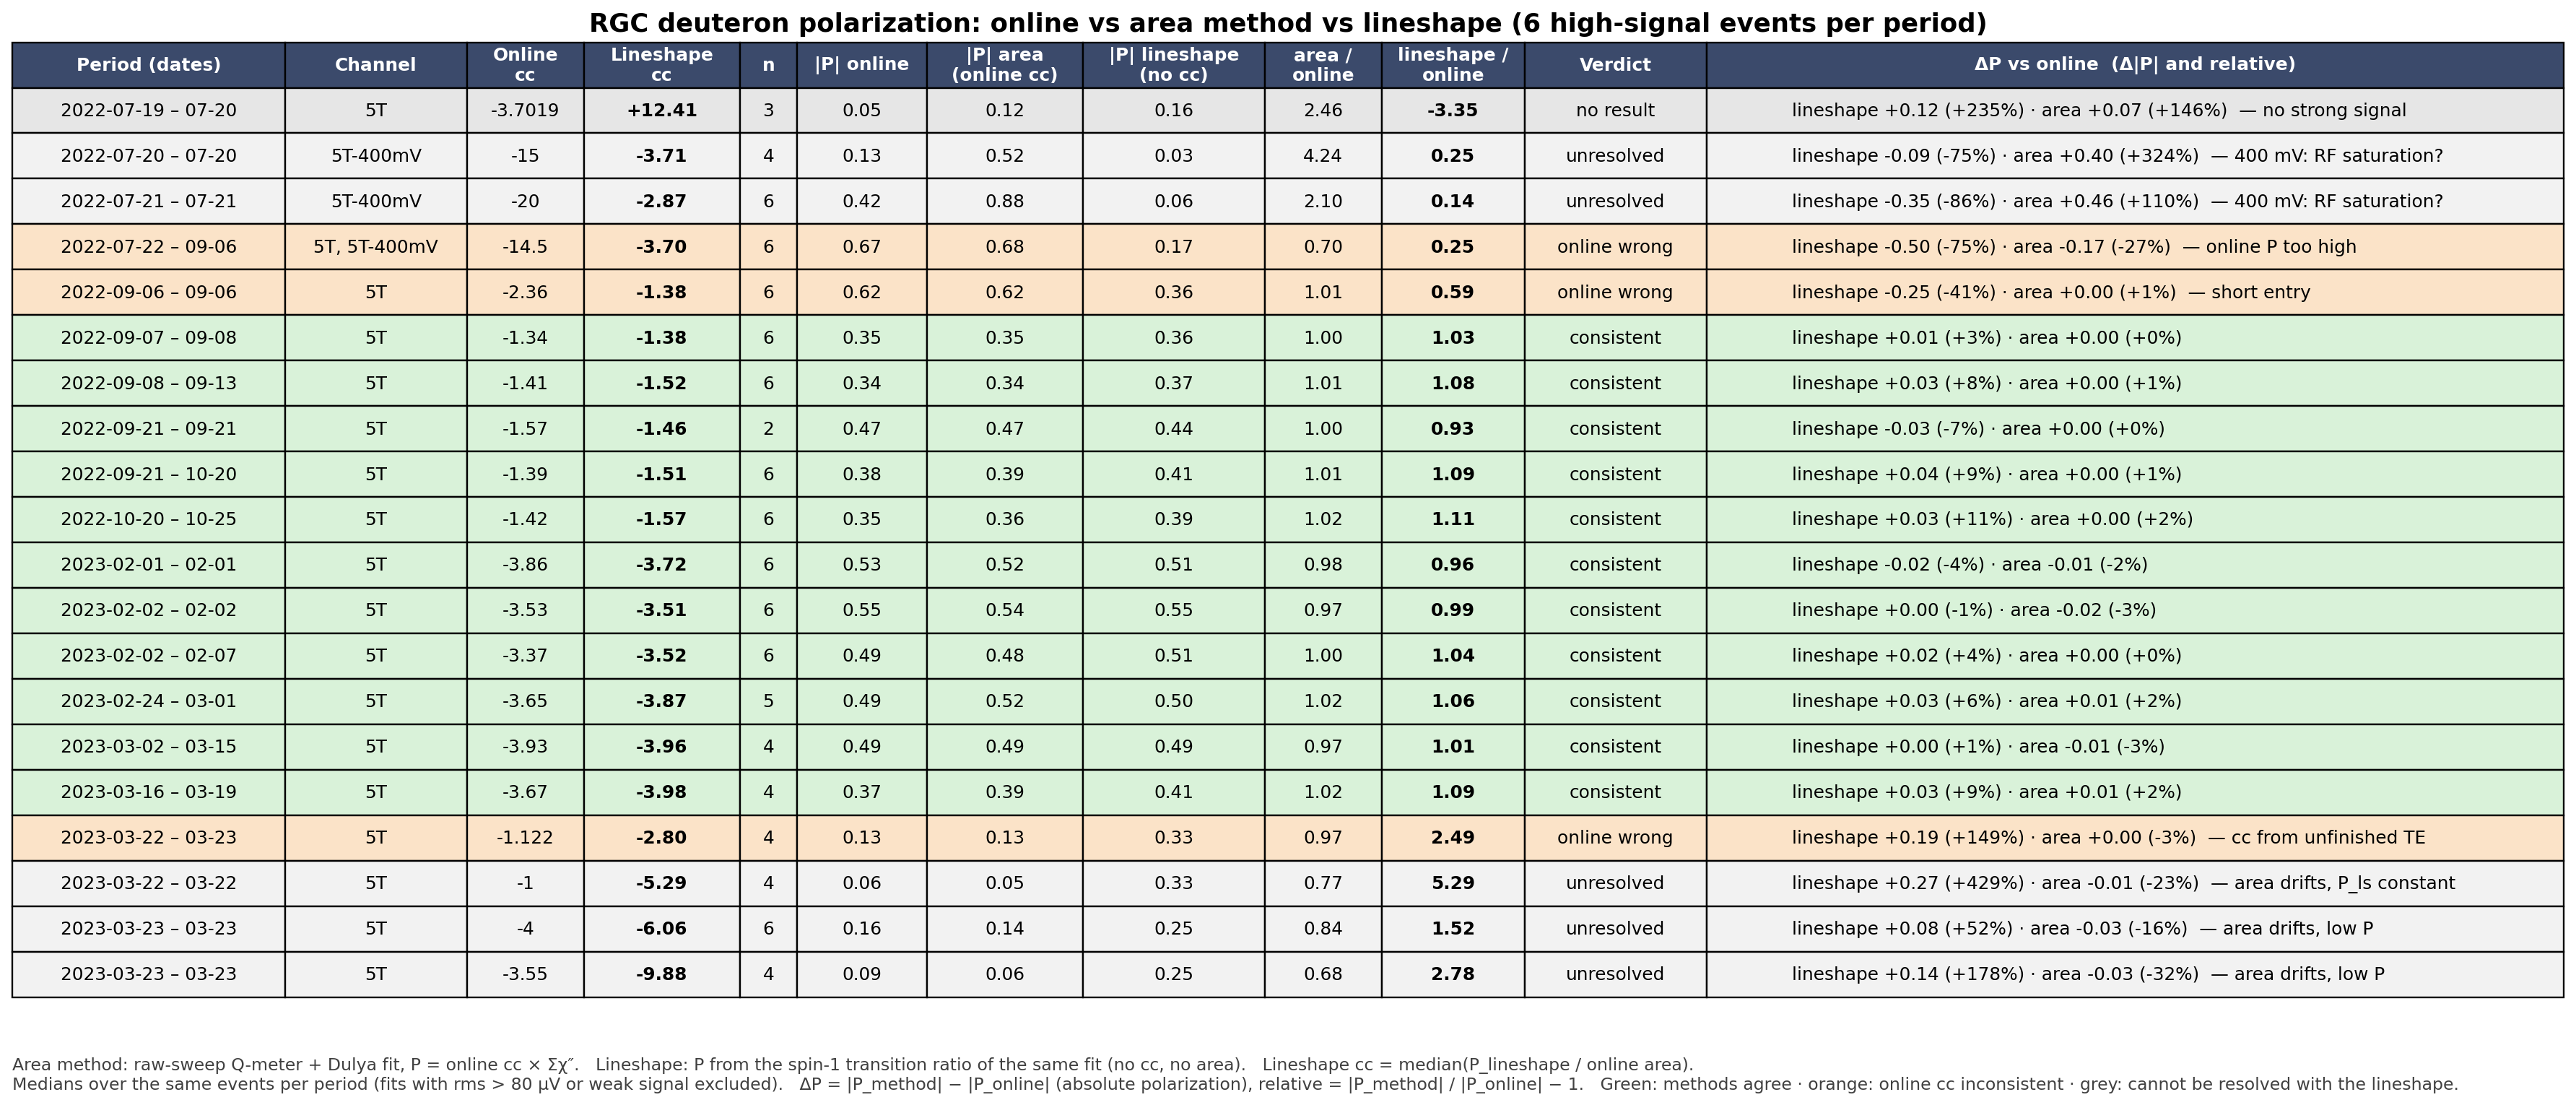 RGC deuteron polarization: online vs area method vs lineshape (6 high-signal events per period)
Period (dates) Channel Online cc Lineshape cc n |P| online |P| area (online cc) |P| lineshape (no cc) area / online lineshape / online Verdict ΔP vs online (Δ|P| and relative)
2022-07-19 – 07-20 5T -3.7019 +12.41 3 0.05 0.12 0.16 2.46 -3.35 no result lineshape +0.12 (+235%) · area +0.07 (+146%) — no strong signal
2022-07-20 – 07-20 5T-400mV -15 -3.71 4 0.13 0.52 0.03 4.24 0.25 unresolved lineshape -0.09 (-75%) · area +0.40 (+324%) — 400 mV: RF saturation?
2022-07-21 – 07-21 5T-400mV -20 -2.87 6 0.42 0.88 0.06 2.10 0.14 unresolved lineshape -0.35 (-86%) · area +0.46 (+110%) — 400 mV: RF saturation?
2022-07-22 – 09-06 5T, 5T-400mV -14.5 -3.70 6 0.67 0.68 0.17 0.70 0.25 online wrong lineshape -0.50 (-75%) · area -0.17 (-27%) — online P too high
2022-09-06 – 09-06 5T -2.36 -1.38 6 0.62 0.62 0.36 1.01 0.59 online wrong lineshape -0.25 (-41%) · area +0.00 (+1%) — short entry
2022-09-07 – 09-08 5T -1.34 -1.38 6 0.35 0.35 0.36 1.00 1.03 consistent lineshape +0.01 (+3%) · area +0.00 (+0%)
2022-09-08 – 09-13 5T -1.41 -1.52 6 0.34 0.34 0.37 1.01 1.08 consistent lineshape +0.03 (+8%) · area +0.00 (+1%)
2022-09-21 – 09-21 5T -1.57 -1.46 2 0.47 0.47 0.44 1.00 0.93 consistent lineshape -0.03 (-7%) · area +0.00 (+0%)
2022-09-21 – 10-20 5T -1.39 -1.51 6 0.38 0.39 0.41 1.01 1.09 consistent lineshape +0.04 (+9%) · area +0.00 (+1%)
2022-10-20 – 10-25 5T -1.42 -1.57 6 0.35 0.36 0.39 1.02 1.11 consistent lineshape +0.03 (+11%) · area +0.00 (+2%)
2023-02-01 – 02-01 5T -3.86 -3.72 6 0.53 0.52 0.51 0.98 0.96 consistent lineshape -0.02 (-4%) · area -0.01 (-2%)
2023-02-02 – 02-02 5T -3.53 -3.51 6 0.55 0.54 0.55 0.97 0.99 consistent lineshape +0.00 (-1%) · area -0.02 (-3%)
2023-02-02 – 02-07 5T -3.37 -3.52 6 0.49 0.48 0.51 1.00 1.04 consistent lineshape +0.02 (+4%) · area +0.00 (+0%)
2023-02-24 – 03-01 5T -3.65 -3.87 5 0.49 0.52 0.50 1.02 1.06 consistent lineshape +0.03 (+6%) · area +0.01 (+2%)
2023-03-02 – 03-15 5T -3.93 -3.96 4 0.49 0.49 0.49 0.97 1.01 consistent lineshape +0.00 (+1%) · area -0.01 (-3%)
2023-03-16 – 03-19 5T -3.67 -3.98 4 0.37 0.39 0.41 1.02 1.09 consistent lineshape +0.03 (+9%) · area +0.01 (+2%)
2023-03-22 – 03-23 5T -1.122 -2.80 4 0.13 0.13 0.33 0.97 2.49 online wrong lineshape +0.19 (+149%) · area +0.00 (-3%) — cc from unfinished TE
2023-03-22 – 03-22 5T -1 -5.29 4 0.06 0.05 0.33 0.77 5.29 unresolved lineshape +0.27 (+429%) · area -0.01 (-23%) — area drifts, P_ls constant
2023-03-23 – 03-23 5T -4 -6.06 6 0.16 0.14 0.25 0.84 1.52 unresolved lineshape +0.08 (+52%) · area -0.03 (-16%) — area drifts, low P
2023-03-23 – 03-23 5T -3.55 -9.88 4 0.09 0.06 0.25 0.68 2.78 unresolved lineshape +0.14 (+178%) · area -0.03 (-32%) — area drifts, low P
Area method: raw-sweep Q-meter + Dulya fit, P = online cc × Σχ″. Lineshape: P from the spin-1 transition ratio of the same fit (no cc, no area). Lineshape cc = median(P_lineshape / online area).
Medians over the same events per period (fits with rms > 80 μV or weak signal excluded). ΔP = |P_method| − |P_online| (absolute polarization), relative = |P_method| / |P_online| − 1. Green: methods agree · orange: online cc inconsistent · grey: cannot be resolved with the lineshape.